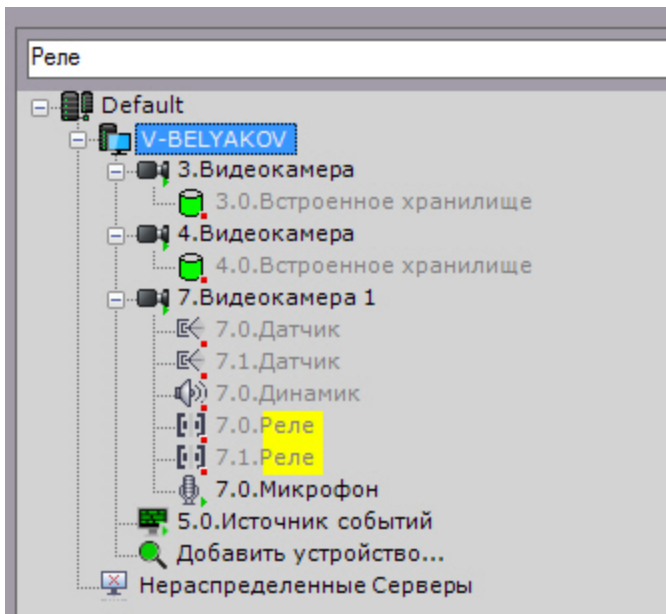 Реле
Default
V-BELYAKOV
3.Видеокамера
3.0.Встроенное хранилище
4.Видеокамера
4.0.Встроенное хранилище
7.Видеокамера 1
7.0.Датчик
7.1.Датчик
7.0.Динамик
7.0.Реле
7.1.Реле
7.0.Микрофон
5.0.Источник событий
Добавить устройство...
Нераспределенные Серверы